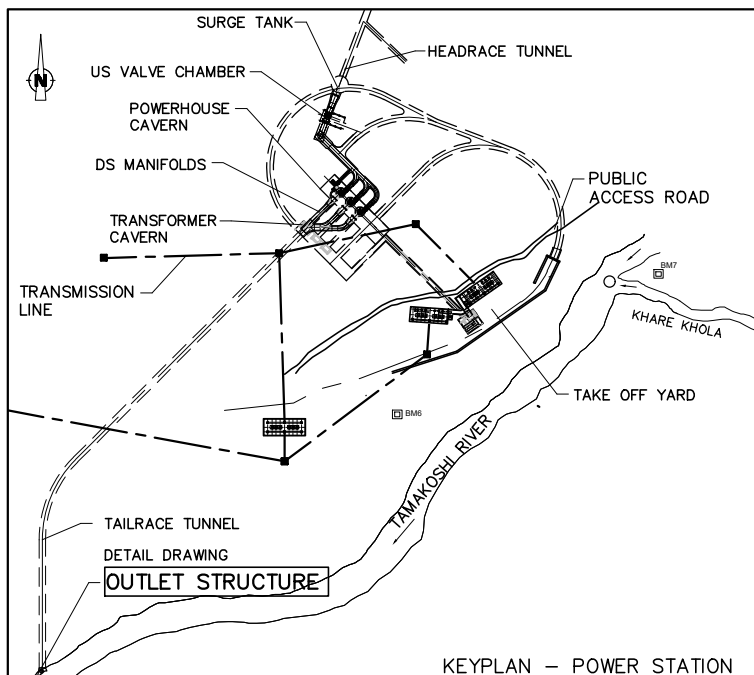 SURGE TANK
HEADRACE TUNNEL
N
US VALVE CHAMBER
POWERHOUSE
CAVERN
DS MANIFOLDS
PUBLIC
ACCESS ROAD
TRANSFORMER
CAVERN
BM7
TRANSMISSION
LINE
KHARE KHOLA
TAKE OFF YARD
BM6
TAMAKOSHI RIVER
TAILRACE TUNNEL
DETAIL DRAWING
OUTLET STRUCTURE
KEYPLAN – POWER STATION